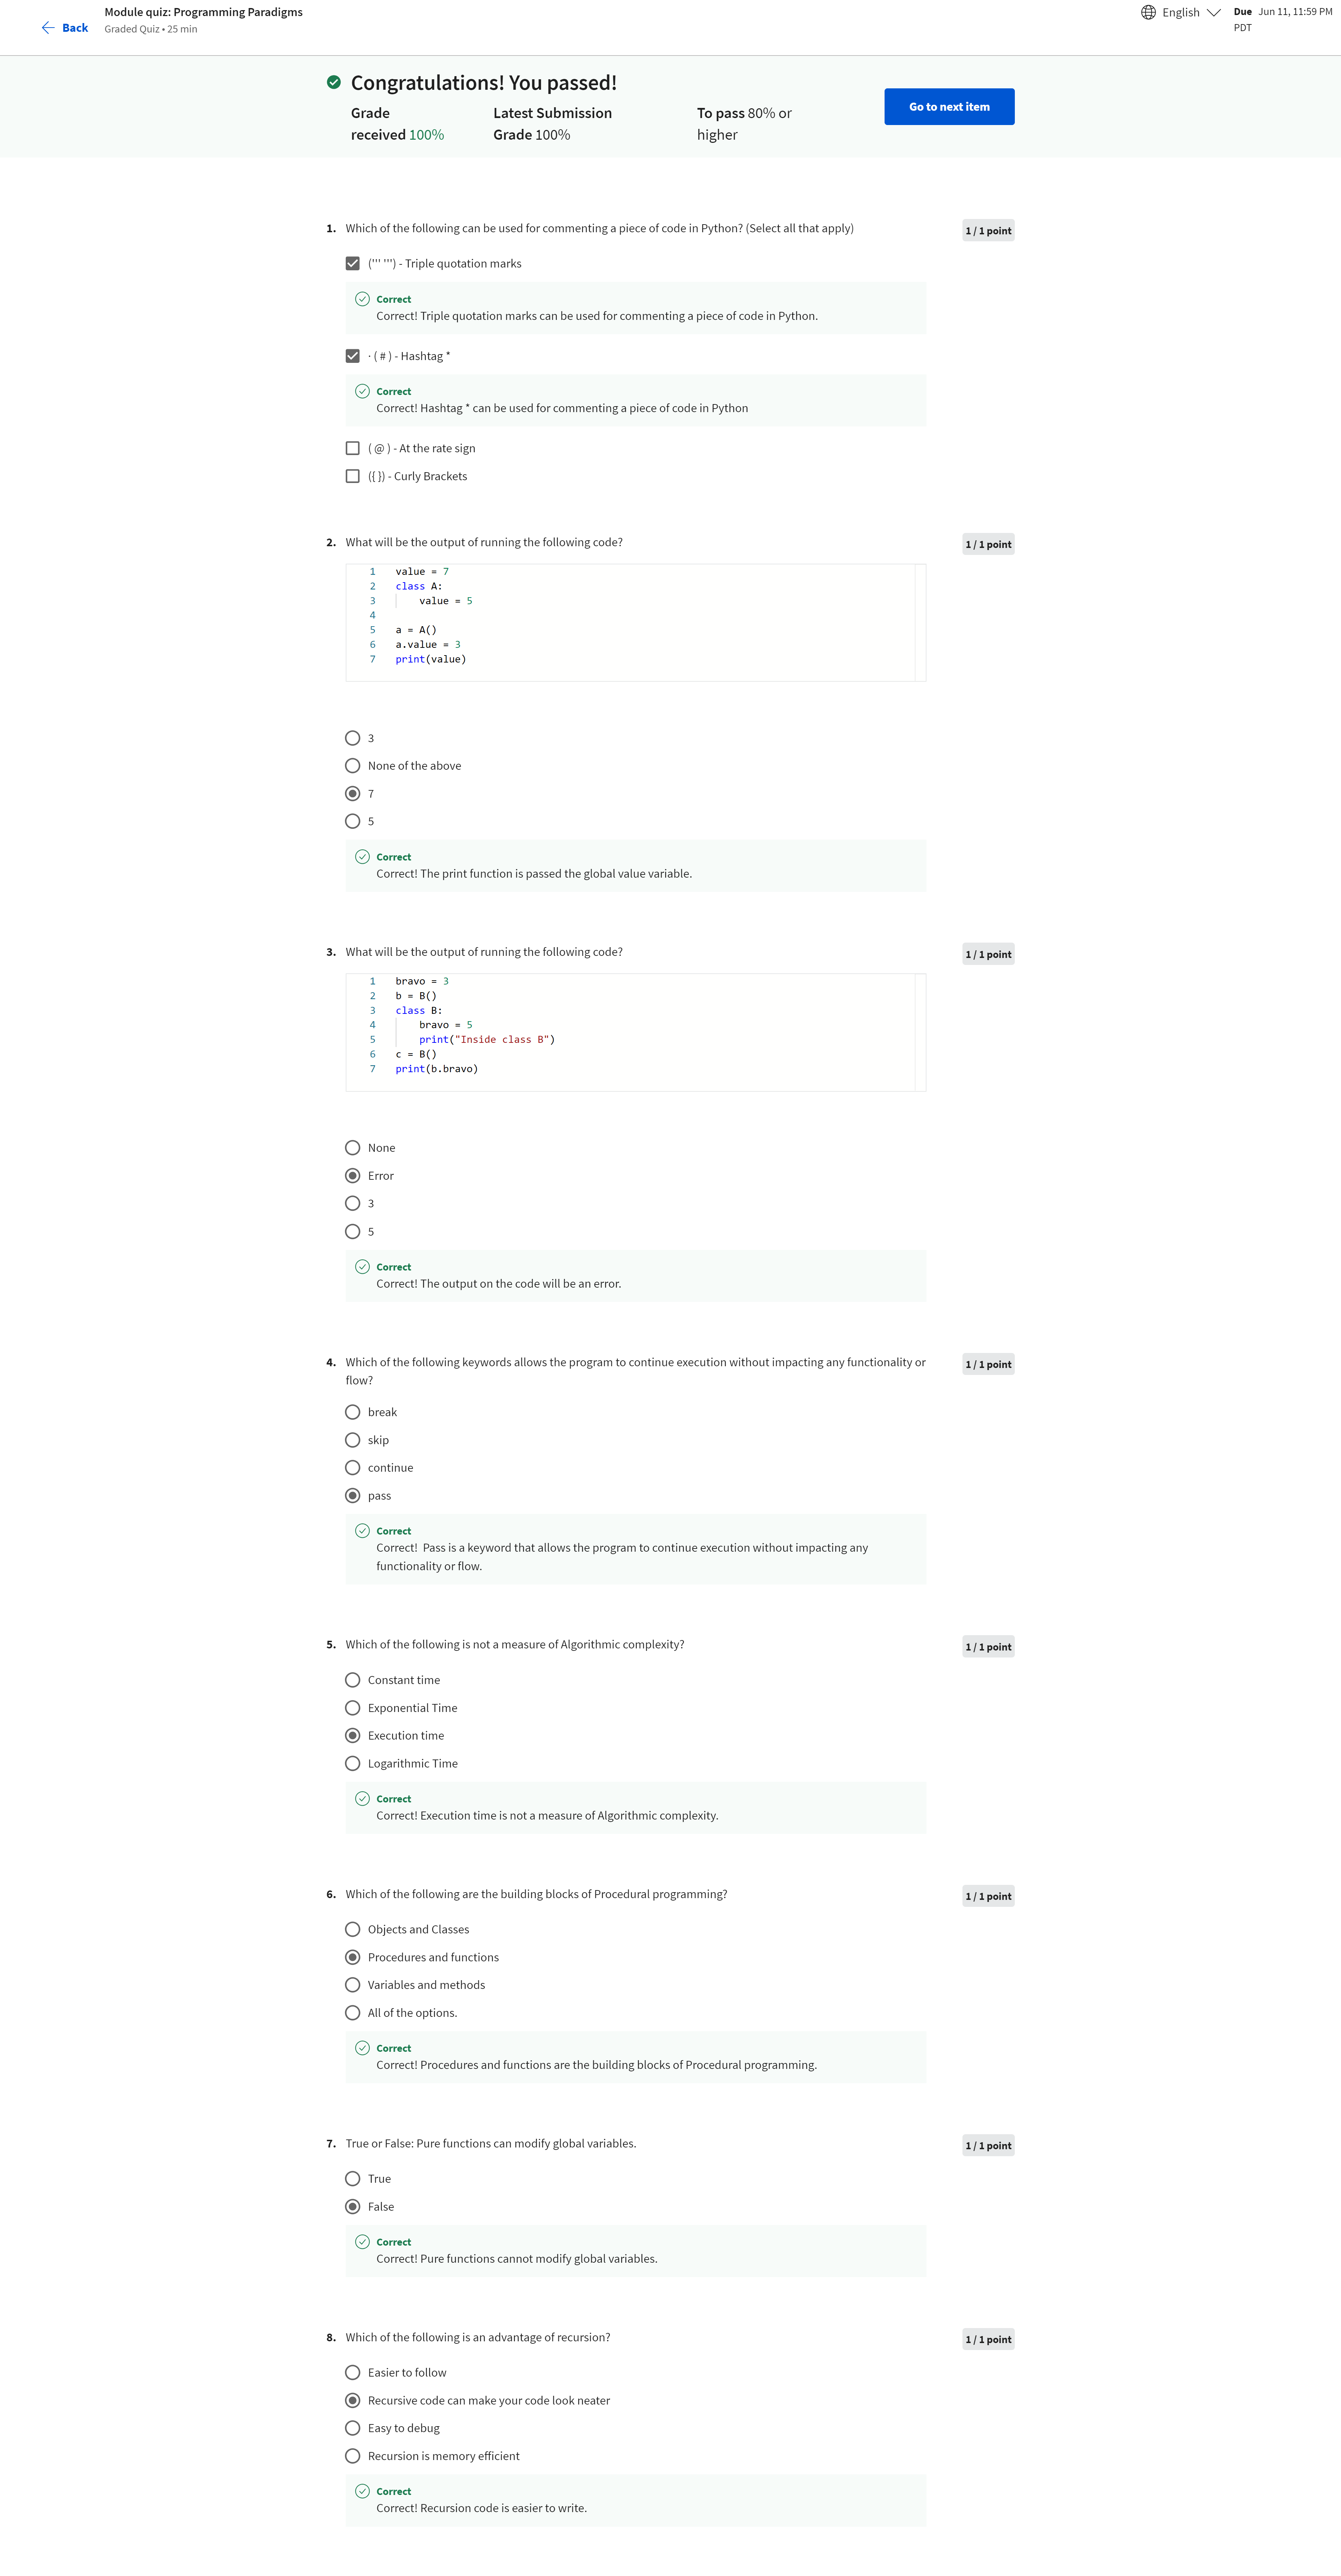 Back
Module quiz: Programming Paradigms
Graded Quiz • 25 min
English
Due Jun 11, 11:59 PM
PDT
Congratulations! You passed!
Grade
received 100%
Latest Submission
Grade 100%
To pass 80% or
higher
Go to next item
1. Which of the following can be used for commenting a piece of code in Python? (Select all that apply)
1 / 1 point
(''' ''') - Triple quotation marks
Correct
Correct! Triple quotation marks can be used for commenting a piece of code in Python.
· ( # ) - Hashtag *
Correct
Correct! Hashtag * can be used for commenting a piece of code in Python
( @ ) - At the rate sign
({ }) - Curly Brackets
2. What will be the output of running the following code?
1 / 1 point
1 value = 7
2 class A:
3     value = 5
4
5 a = A()
6 a.value = 3
7 print(value)
3
None of the above
7
5
Correct
Correct! The print function is passed the global value variable.
3. What will be the output of running the following code?
1 / 1 point
1 bravo = 3
2 b = B()
3 class B:
4     bravo = 5
5     print("Inside class B")
6 c = B()
7 print(b.bravo)
None
Error
3
5
Correct
Correct! The output on the code will be an error.
4. Which of the following keywords allows the program to continue execution without impacting any functionality or
flow?
1 / 1 point
break
skip
continue
pass
Correct
Correct!  Pass is a keyword that allows the program to continue execution without impacting any
functionality or flow.
5. Which of the following is not a measure of Algorithmic complexity?
1 / 1 point
Constant time
Exponential Time
Execution time
Logarithmic Time
Correct
Correct! Execution time is not a measure of Algorithmic complexity.
6. Which of the following are the building blocks of Procedural programming?
1 / 1 point
Objects and Classes
Procedures and functions
Variables and methods
All of the options.
Correct
Correct! Procedures and functions are the building blocks of Procedural programming.
7. True or False: Pure functions can modify global variables.
1 / 1 point
True
False
Correct
Correct! Pure functions cannot modify global variables.
8. Which of the following is an advantage of recursion?
1 / 1 point
Easier to follow
Recursive code can make your code look neater
Easy to debug
Recursion is memory efficient
Correct
Correct! Recursion code is easier to write.